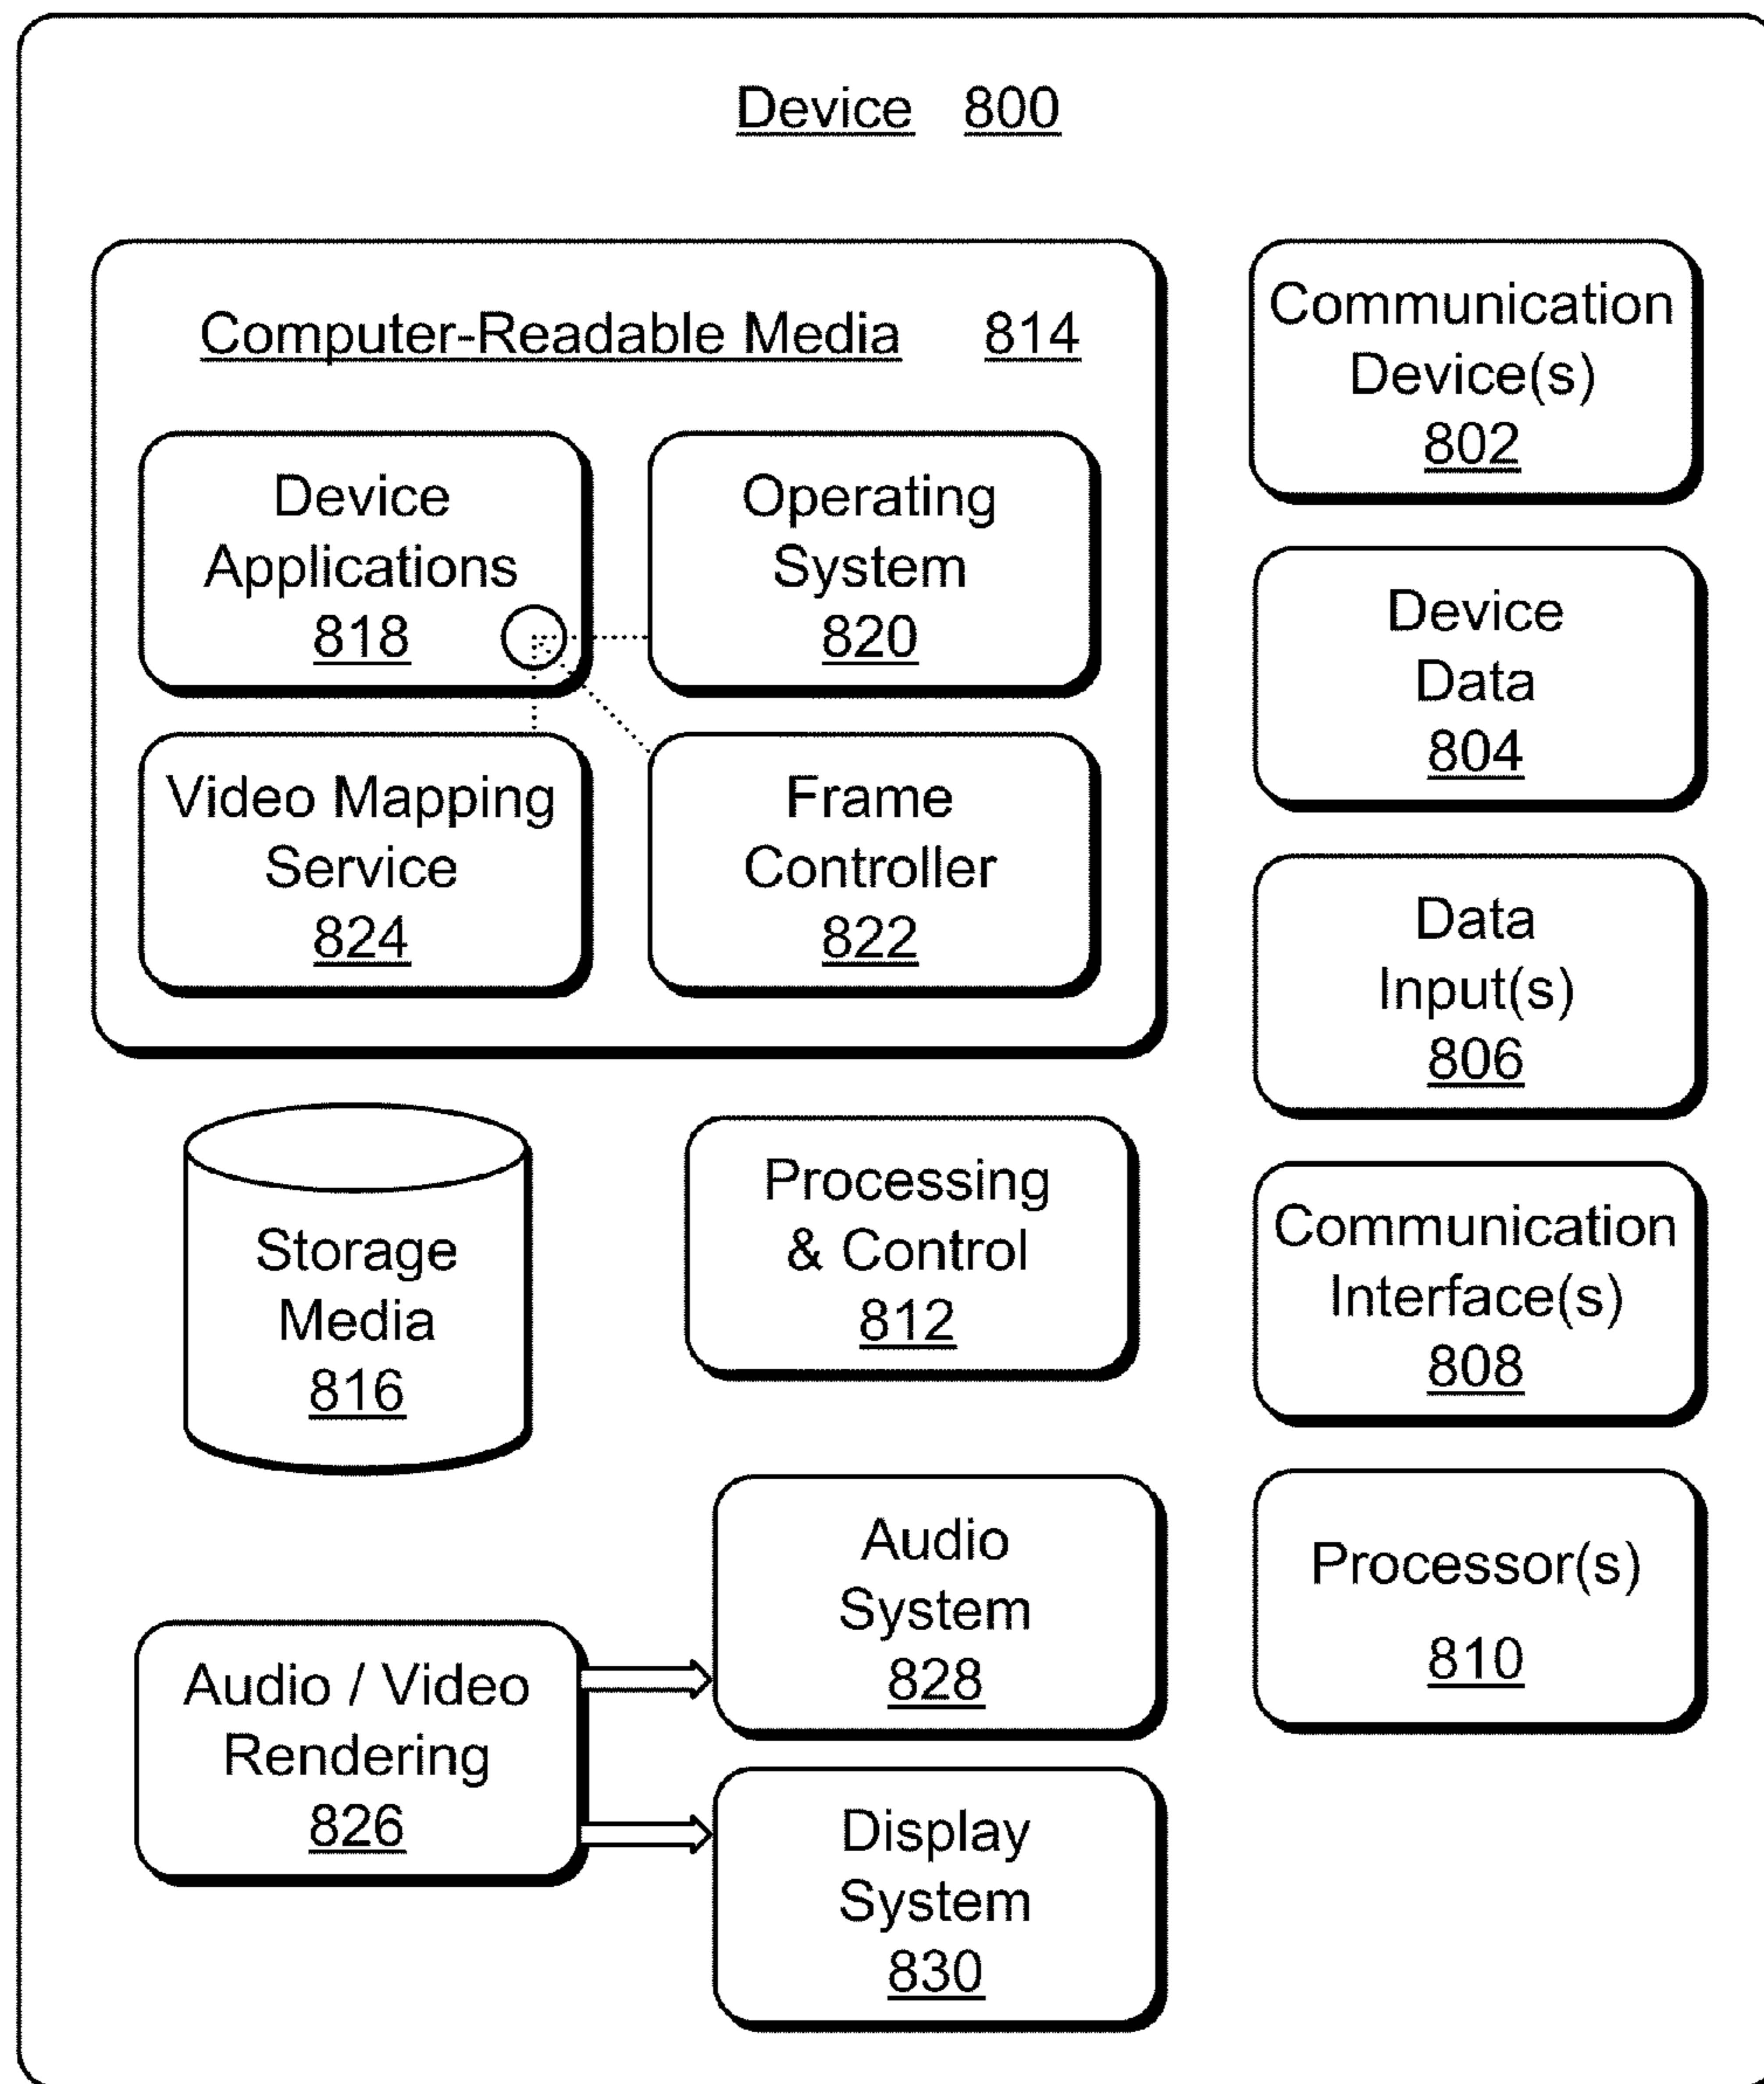 Device 800
Computer-Readable Media 814
Device
Applications
818
Operating
System
820
Video Mapping
Service
824
Frame
Controller
822
Communication
Device(s)
802
Device
Data
804
Data
Input(s)
806
Communication
Interface(s)
808
Processor(s)
810
Storage
Media
816
Processing
& Control
812
Audio / Video
Rendering
826
Audio
System
828
Display
System
830